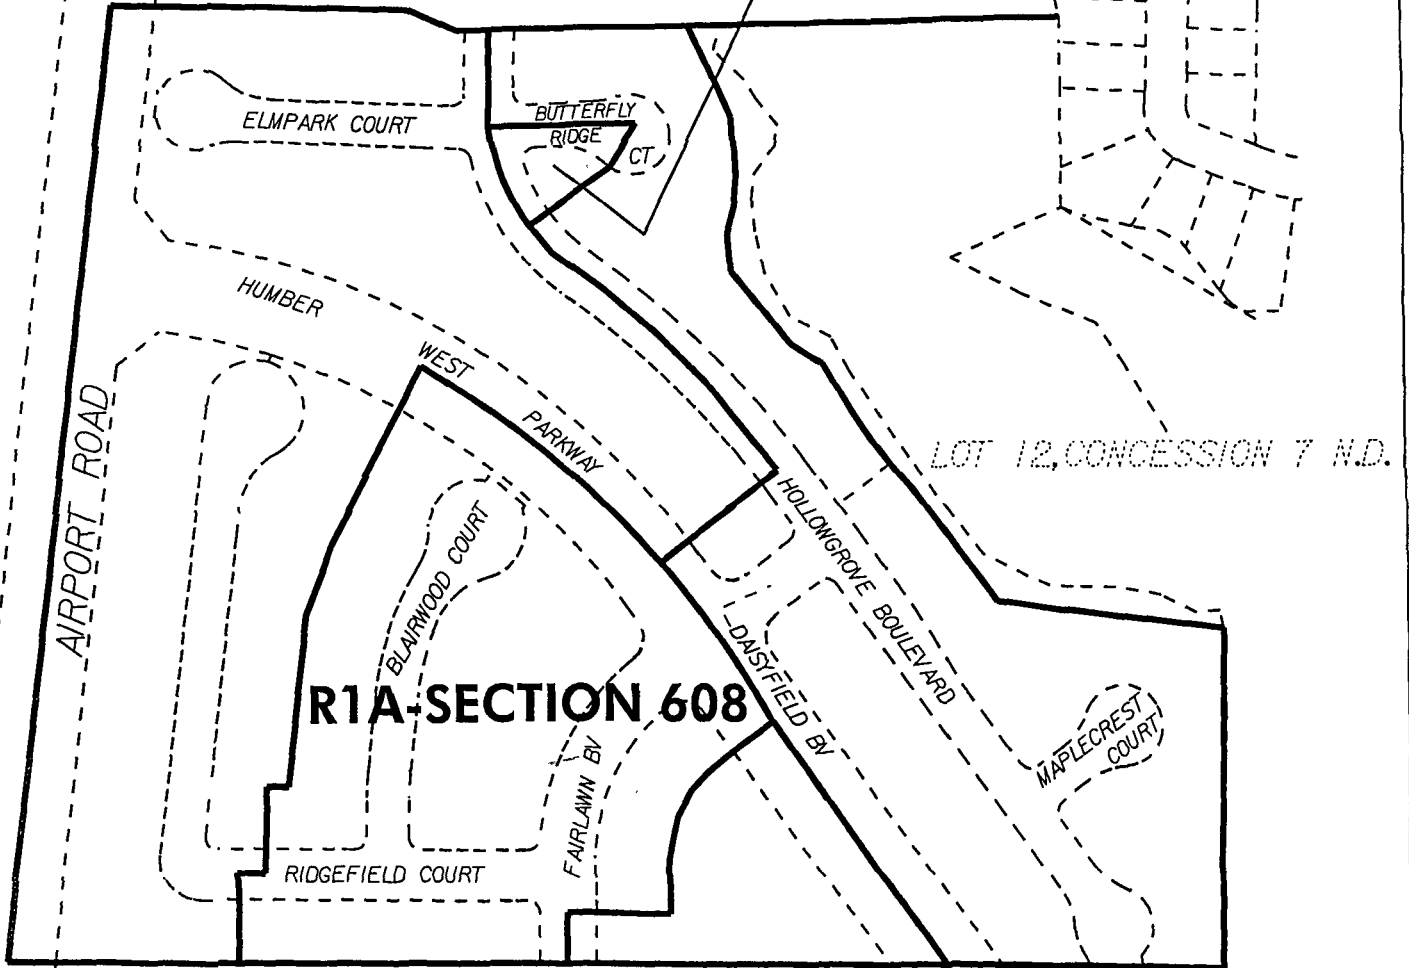 ELMPARK COURT
BUTTERFLY
RIDGE
CT
HUMBER
WEST
PARKWAY
AIRPORT ROAD
LOT 12, CONCESSION 7 N.D.
HOLLOWGROVE BOULEVARD
BLAIRWOOD COURT
DAISYFIELD BV
R1A-SECTION 608
MAPLECREST
COURT
FAIRLAWN BV
RIDGEFIELD COURT